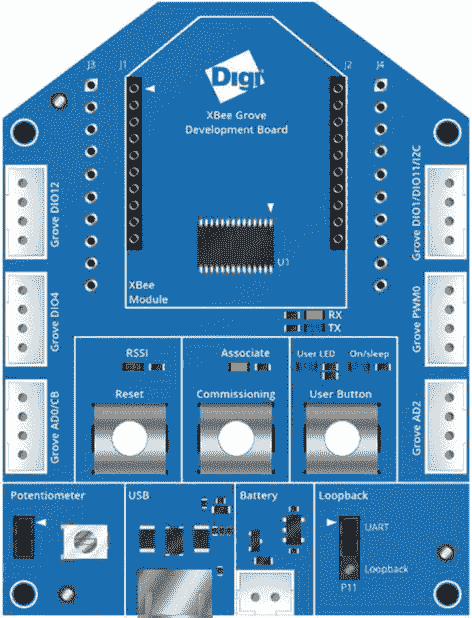 J3
J1
J2
J4
Digi
XBee Grove
Development Board
Grove DIO12
Grove DIO1/DIO11/I2C
U1
XBee
Module
Grove DIO4
Grove PWM0
RX
TX
RSSI
Associate
User LED
On/sleep
Reset
Commissioning
User Button
Grove AD0/CB
Grove AD2
Potentiometer
USB
Battery
Loopback
UART
Loopback
P11